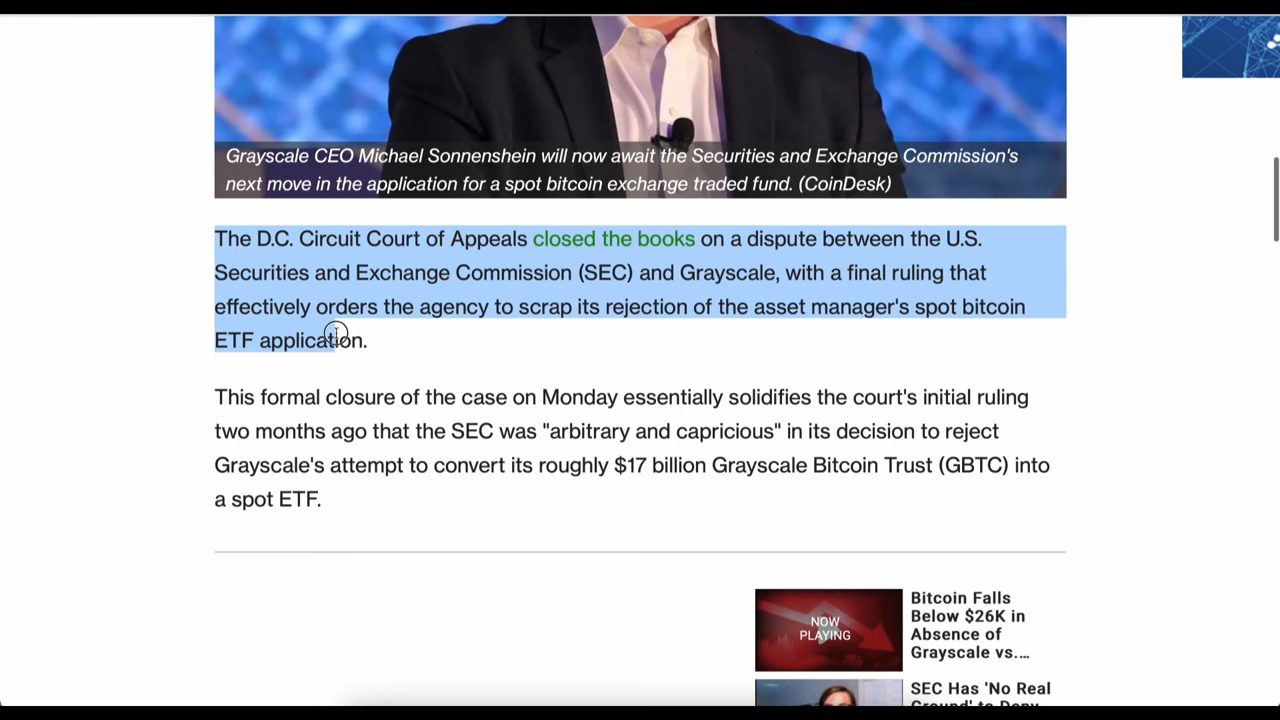 Grayscale CEO Michael Sonnenshein will now await the Securities and Exchange Commission's
next move in the application for a spot bitcoin exchange traded fund. (CoinDesk)
The D.C. Circuit Court of Appeals closed the books on a dispute between the U.S.
Securities and Exchange Commission (SEC) and Grayscale, with a final ruling that
effectively orders the agency to scrap its rejection of the asset manager's spot bitcoin
ETF application.
This formal closure of the case on Monday essentially solidifies the court's initial ruling
two months ago that the SEC was "arbitrary and capricious" in its decision to reject
Grayscale's attempt to convert its roughly $17 billion Grayscale Bitcoin Trust (GBTC) into
a spot ETF.
NOW
PLAYING
Bitcoin Falls
Below $26K in
Absence of
Grayscale vs....
SEC Has 'No Real
Ground' to Deny